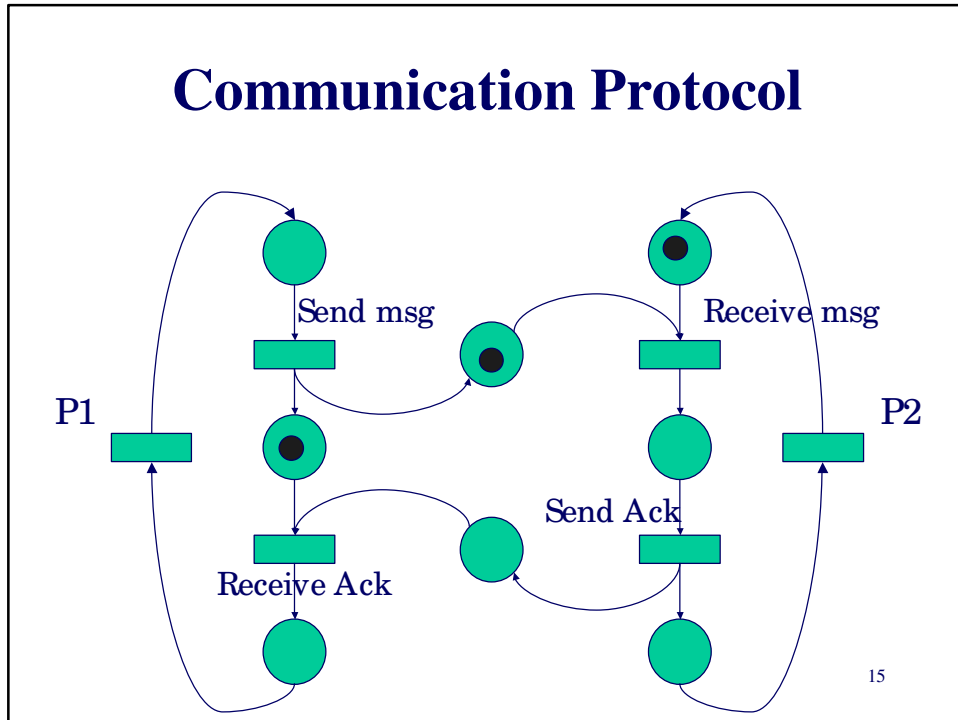 Communication Protocol
Send msg
Receive msg
P1
P2
Send Ack
Receive Ack
15